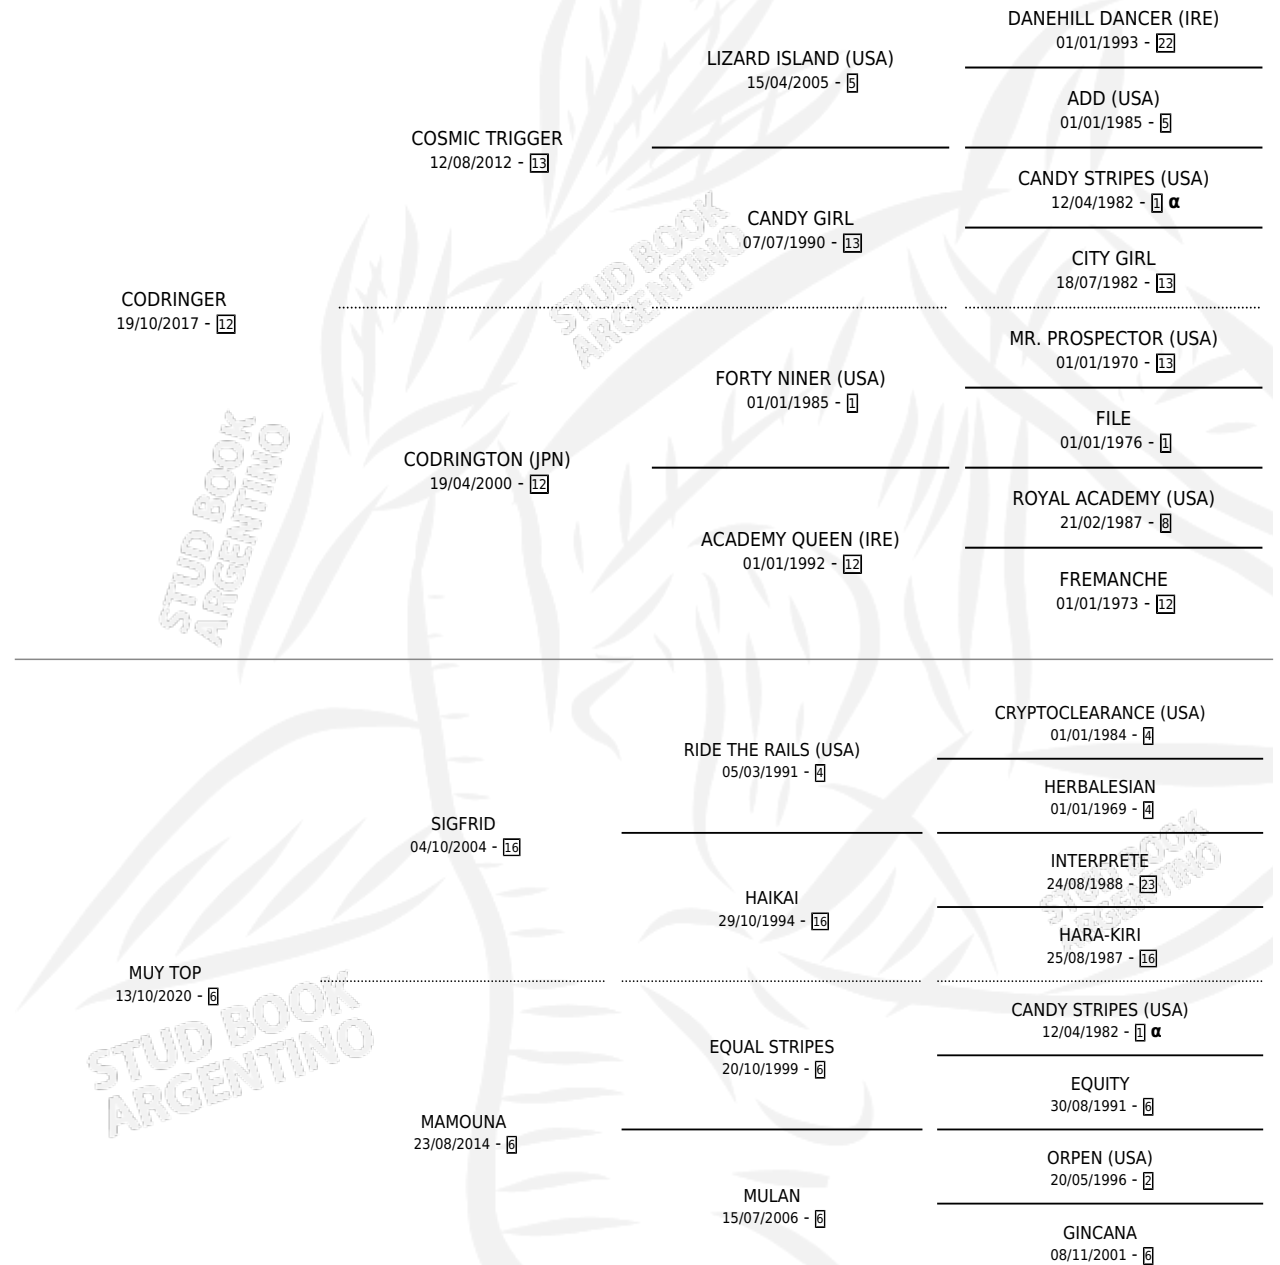 DANEHILL DANCER (IRE)
01/01/1993 - 22
LIZARD ISLAND (USA)
15/04/2005 - 5
ADD (USA)
01/01/1985 - 5
COSMIC TRIGGER
12/08/2012 - 13
CANDY STRIPES (USA)
12/04/1982 - 1 α
CANDY GIRL
07/07/1990 - 13
CITY GIRL
18/07/1982 - 13
CODRINGER
19/10/2017 - 12
MR. PROSPECTOR (USA)
01/01/1970 - 13
FORTY NINER (USA)
01/01/1985 - 1
FILE
01/01/1976 - 1
CODRINGTON (JPN)
19/04/2000 - 12
ROYAL ACADEMY (USA)
21/02/1987 - 8
ACADEMY QUEEN (IRE)
01/01/1992 - 12
FREMANCHE
01/01/1973 - 12
CRYPTOCLEARANCE (USA)
01/01/1984 - 4
RIDE THE RAILS (USA)
05/03/1991 - 4
HERBALESIAN
01/01/1969 - 4
SIGFRID
04/10/2004 - 16
INTERPRETE
24/08/1988 - 23
HAIKAI
29/10/1994 - 16
HARA-KIRI
25/08/1987 - 16
MUY TOP
13/10/2020 - 6
CANDY STRIPES (USA)
12/04/1982 - 1 α
EQUAL STRIPES
20/10/1999 - 6
EQUITY
30/08/1991 - 6
MAMOUNA
23/08/2014 - 6
ORPEN (USA)
20/05/1996 - 2
MULAN
15/07/2006 - 6
GINCANA
08/11/2001 - 6
STUD BOOK
ARGENTINO
STUD BOOK
ARGENTINO
STUD BOOK
ARGENTINO
STUD BOOK
ARGENTINO